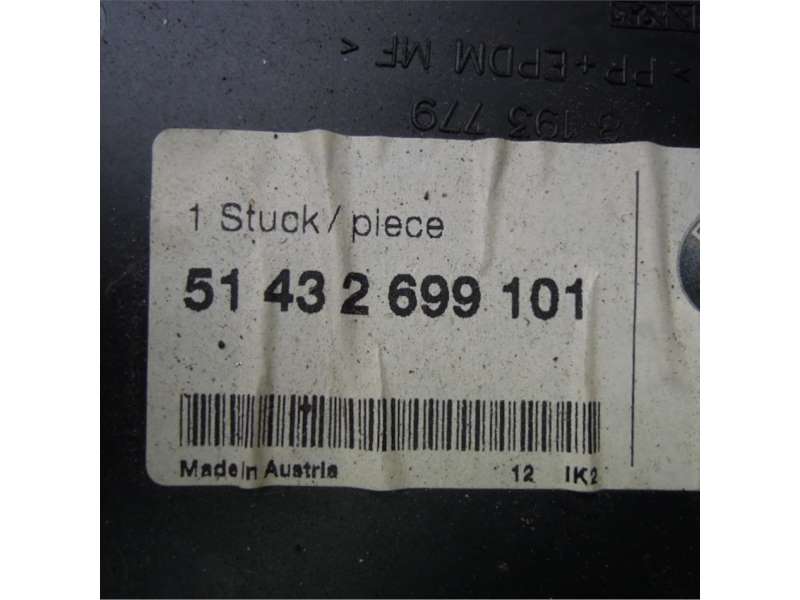 > PP+EPDM MF <
3 193 779
1 Stuck/piece
51 43 2 699 101
Made in Austria 12 IK2